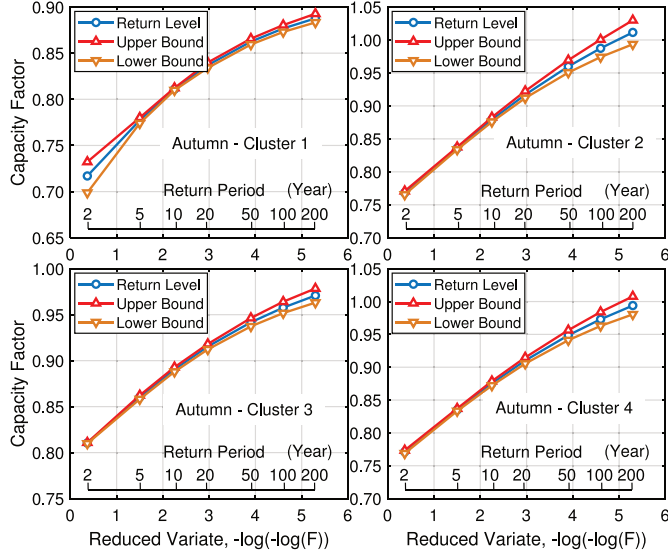 0.90
0.85
0.80
0.75
0.70
0.65
Capacity Factor
Return Level
Upper Bound
Lower Bound
Autumn - Cluster 1
Return Period (Year)
2 5 10 20 50 100 200
0 1 2 3 4 5 6
1.05
1.00
0.95
0.90
0.85
0.80
0.75
0.70
Return Level
Upper Bound
Lower Bound
Autumn - Cluster 2
Return Period (Year)
2 5 10 20 50 100 200
0 1 2 3 4 5 6
1.00
0.95
0.90
0.85
0.80
0.75
Capacity Factor
Return Level
Upper Bound
Lower Bound
Autumn - Cluster 3
Return Period (Year)
2 5 10 20 50 100 200
0 1 2 3 4 5 6
Reduced Variate, -log(-log(F))
1.05
1.00
0.95
0.90
0.85
0.80
0.75
0.70
Return Level
Upper Bound
Lower Bound
Autumn - Cluster 4
Return Period (Year)
2 5 10 20 50 100 200
0 1 2 3 4 5 6
Reduced Variate, -log(-log(F))